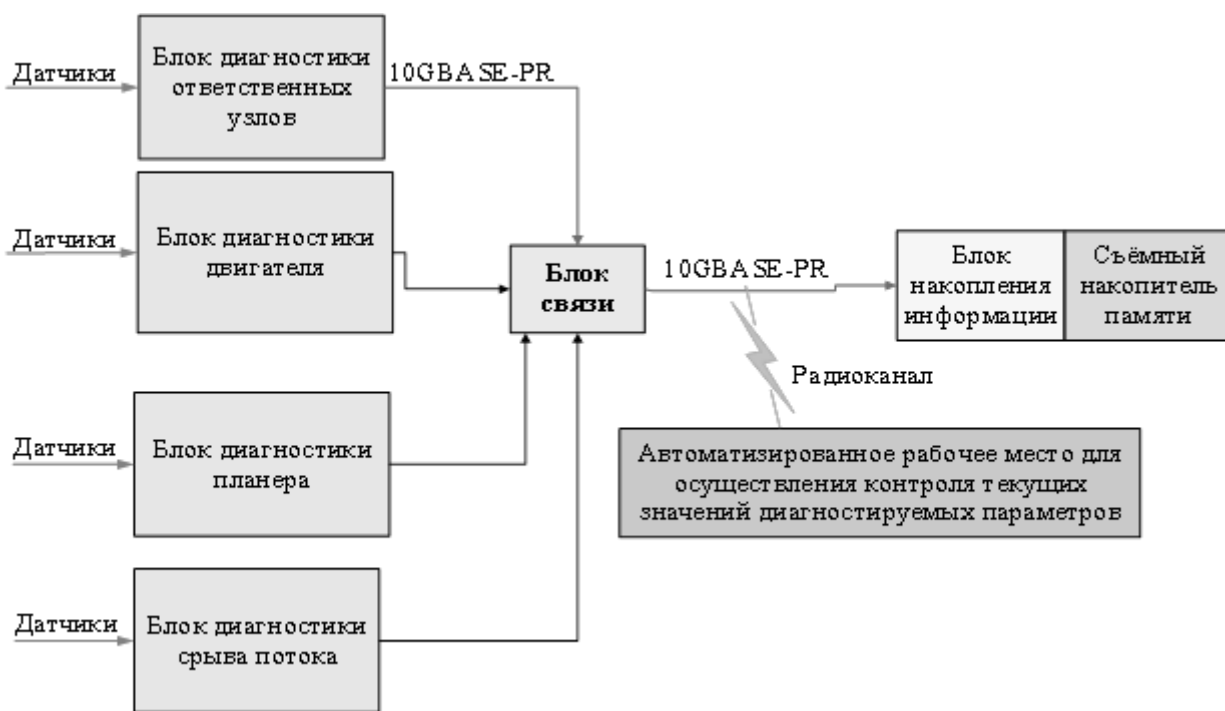 Датчики
Блок диагностики
ответственных
узлов
10GBASE-PR
Датчики
Блок диагностики
двигателя
Блок
связи
10GBASE-PR
Блок
накопления
информации
Съёмный
накопитель
памяти
Радиоканал
Датчики
Блок диагностики
планера
Автоматизированное рабочее место для
осуществления контроля текущих
значений диагностируемых параметров
Датчики
Блок диагностики
срыва потока